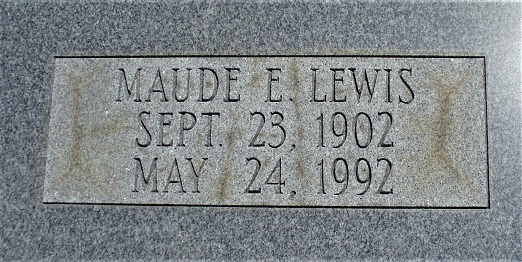 MAUDE E. LEWIS
SEPT. 23, 1902
MAY 24, 1992